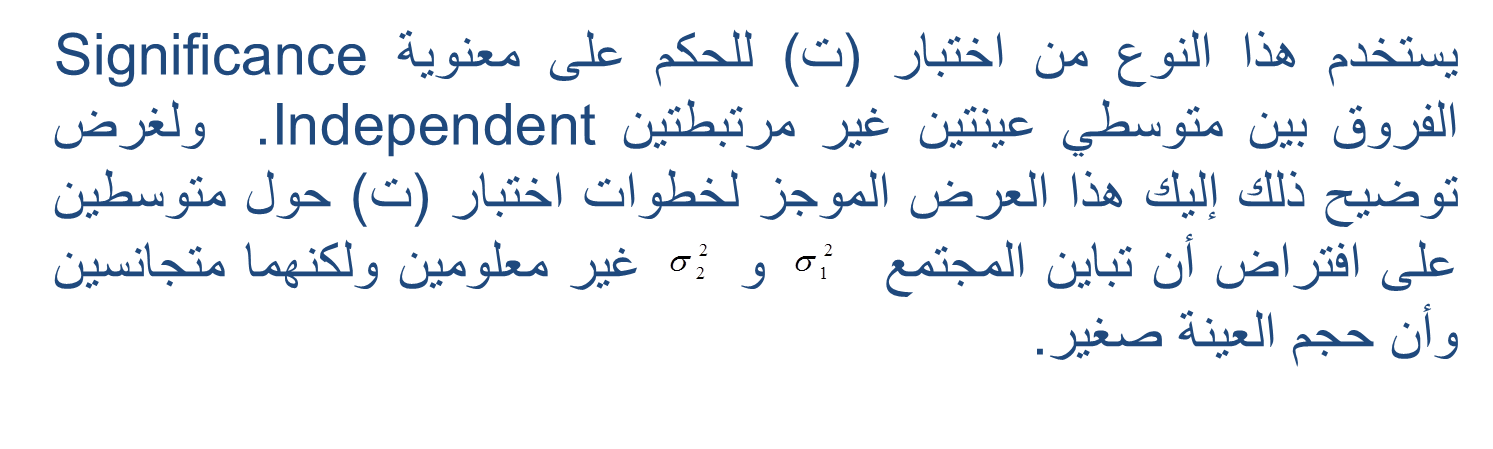 يستخدم هذا النوع من اختبار (ت) للحكم على معنوية Significance
الفروق بين متوسطي عينتين غير مرتبطتين Independent. ولغرض
توضيح ذلك إليك هذا العرض الموجز لخطوات اختبار (ت) حول متوسطين
على افتراض أن تباين المجتمع σ₁² و σ₂² غير معلومين ولكنهما متجانسين
وأن حجم العينة صغير.